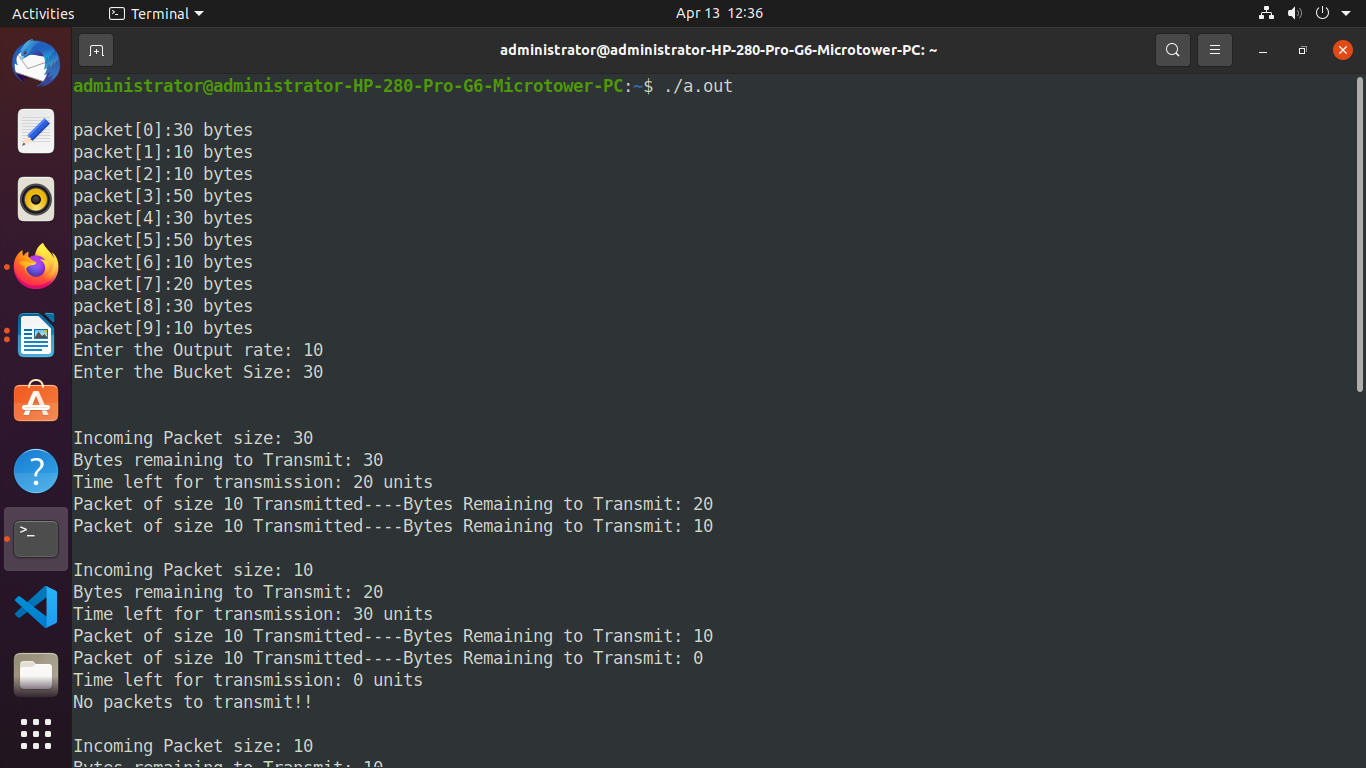 Activities
Terminal
Apr 13 12:36
administrator@administrator-HP-280-Pro-G6-Microtower-PC: ~
administrator@administrator-HP-280-Pro-G6-Microtower-PC:~$ ./a.out
packet[0]:30 bytes
packet[1]:10 bytes
packet[2]:10 bytes
packet[3]:50 bytes
packet[4]:30 bytes
packet[5]:50 bytes
packet[6]:10 bytes
packet[7]:20 bytes
packet[8]:30 bytes
packet[9]:10 bytes
Enter the Output rate: 10
Enter the Bucket Size: 30
Incoming Packet size: 30
Bytes remaining to Transmit: 30
Time left for transmission: 20 units
Packet of size 10 Transmitted----Bytes Remaining to Transmit: 20
Packet of size 10 Transmitted----Bytes Remaining to Transmit: 10
Incoming Packet size: 10
Bytes remaining to Transmit: 20
Time left for transmission: 30 units
Packet of size 10 Transmitted----Bytes Remaining to Transmit: 10
Packet of size 10 Transmitted----Bytes Remaining to Transmit: 0
Time left for transmission: 0 units
No packets to transmit!!
Incoming Packet size: 10
Bytes remaining to Transmit: 10